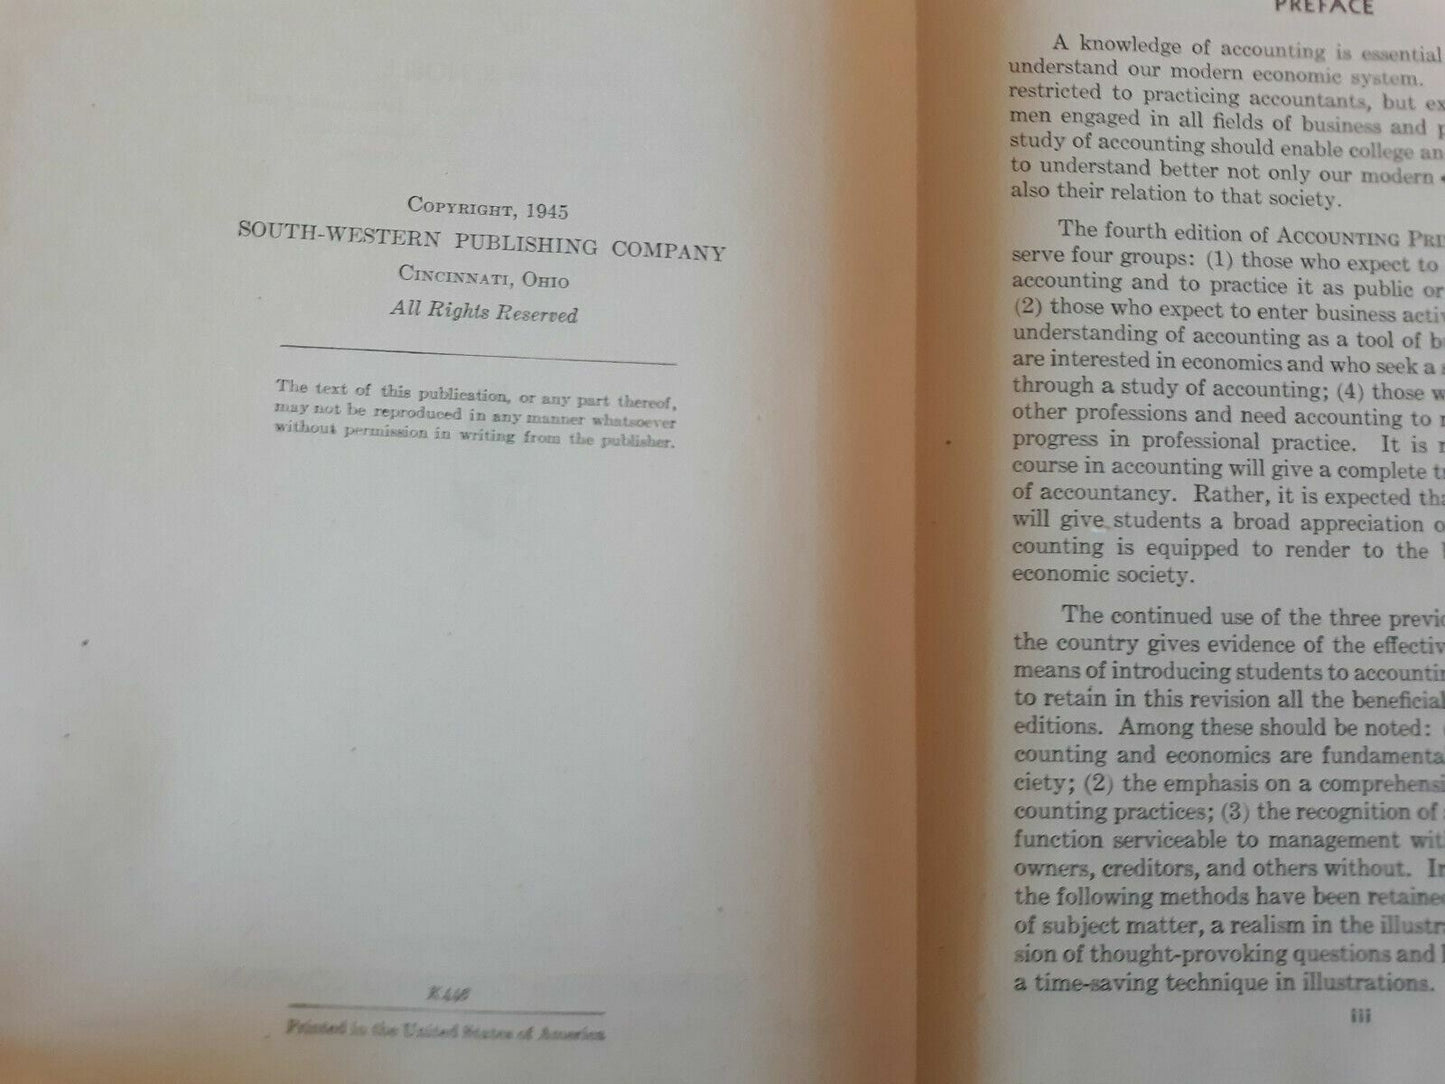 COPYRIGHT, 1945
SOUTH-WESTERN PUBLISHING COMPANY
CINCINNATI, OHIO
All Rights Reserved
The text of this publication, or any part thereof,
may not be reproduced in any manner whatsoever
without permission in writing from the publisher.
K446
Printed in the United States of America
PREFACE
A knowledge of accounting is essential
understand our modern economic system.
restricted to practicing accountants, but ex
men engaged in all fields of business and p
study of accounting should enable college an
to understand better not only our modern
also their relation to that society.
The fourth edition of ACCOUNTING PRI
serve four groups: (1) those who expect to
accounting and to practice it as public or
(2) those who expect to enter business activ
understanding of accounting as a tool of b
are interested in economics and who seek a s
through a study of accounting; (4) those w
other professions and need accounting to
progress in professional practice. It is
course in accounting will give a complete tr
of accountancy. Rather, it is expected tha
will give students a broad appreciation o
counting is equipped to render to the
economic society.
The continued use of the three previo
the country gives evidence of the effectiv
means of introducing students to accountin
to retain in this revision all the beneficial
editions. Among these should be noted:
counting and economics are fundamenta
ciety; (2) the emphasis on a comprehensi
counting practices; (3) the recognition of
function serviceable to management wit
owners, creditors, and others without. In
the following methods have been retained
of subject matter, a realism in the illustra
sion of thought-provoking questions and
a time-saving technique in illustrations.
iii